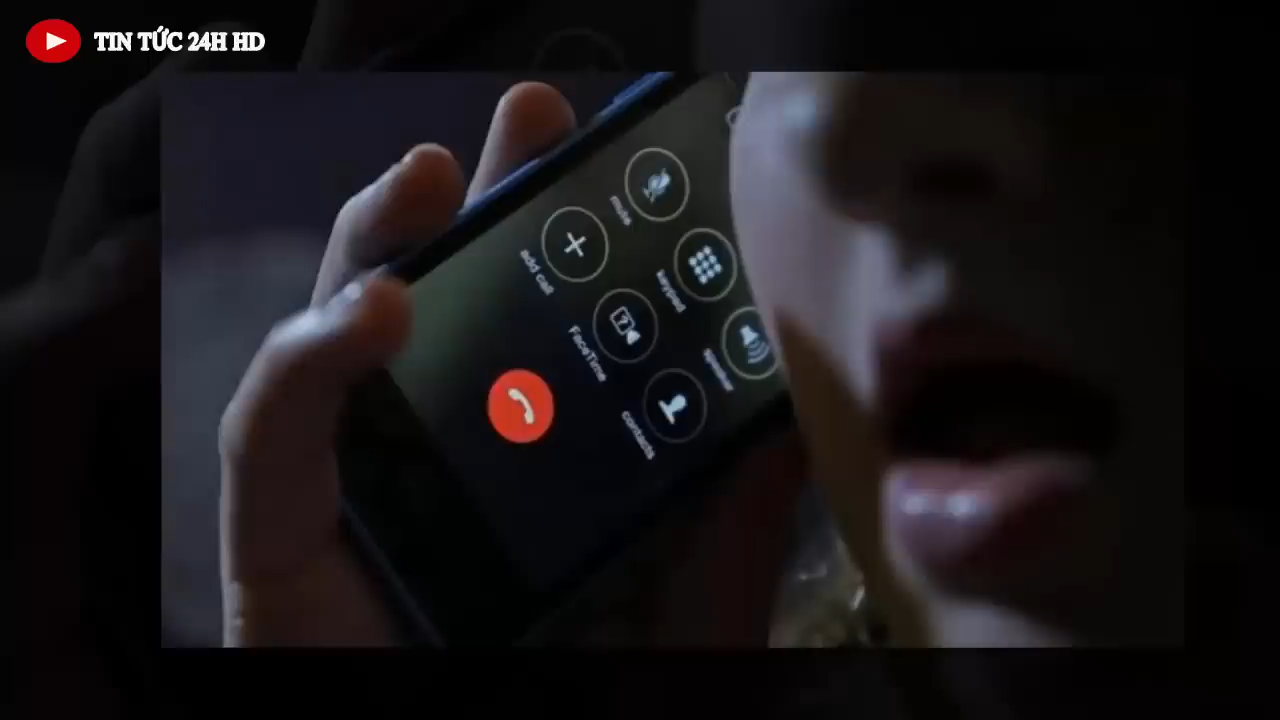 TIN TỨC 24H HD
mute
add call
keypad
FaceTime
speaker
contacts